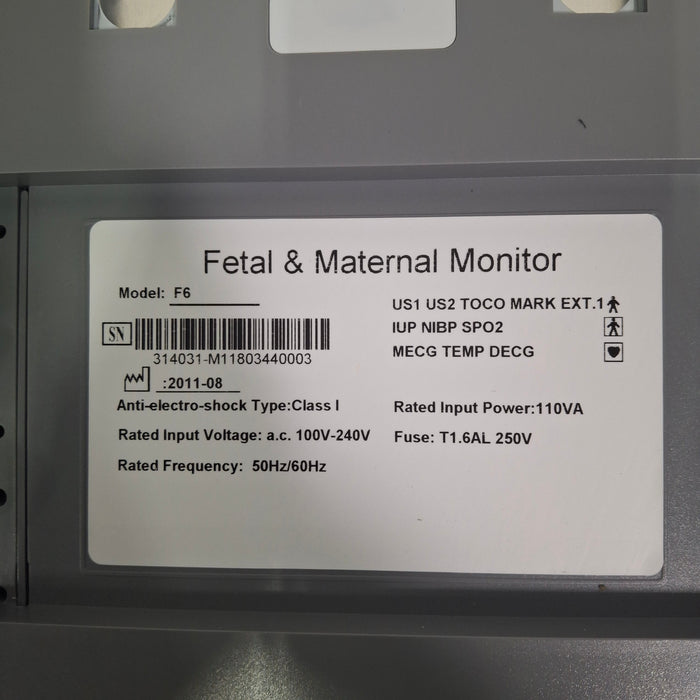 Fetal & Maternal Monitor
Model: F6
SN
314031-M11803440003
:2011-08
Anti-electro-shock Type:Class I
Rated Input Voltage: a.c. 100V-240V
Rated Frequency: 50Hz/60Hz
US1 US2 TOCO MARK EXT.1
IUP NIBP SPO2
MECG TEMP DECG
Rated Input Power:110VA
Fuse: T1.6AL 250V